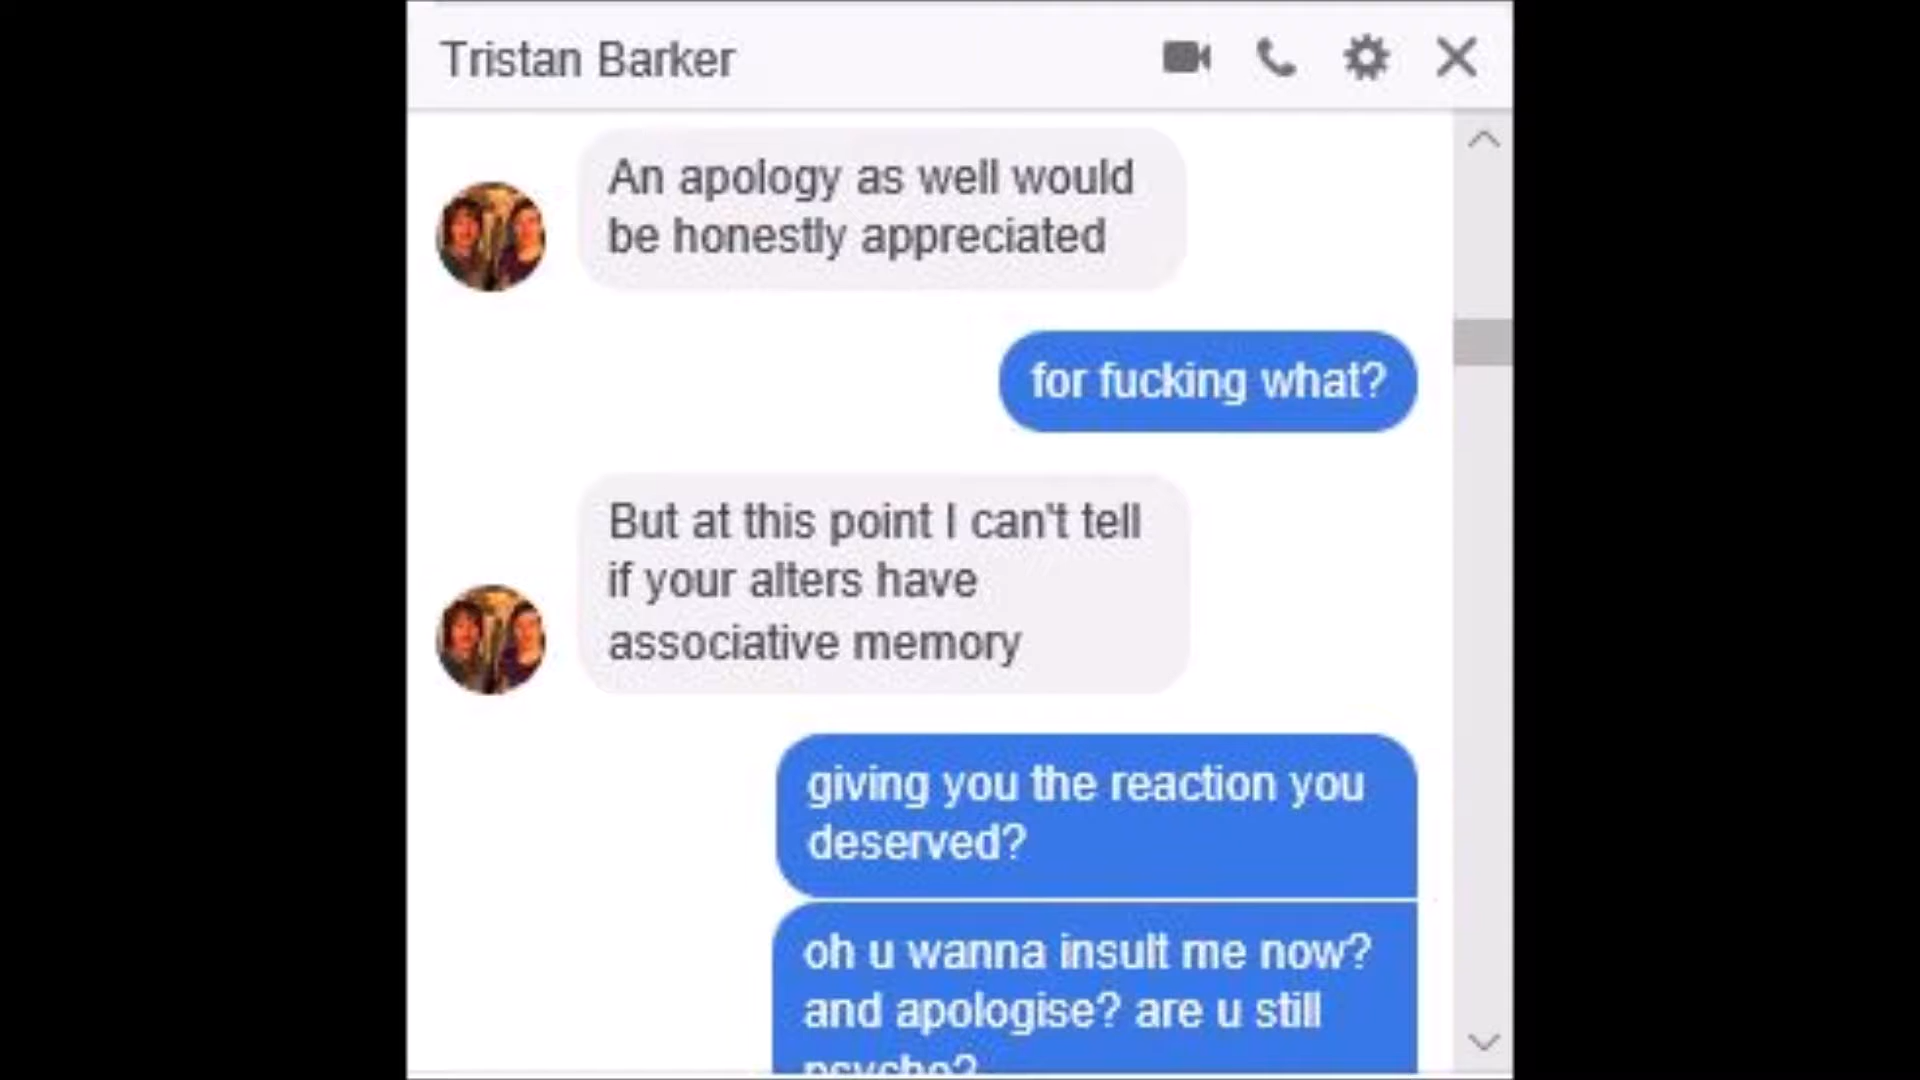 Tristan Barker
An apology as well would
be honestly appreciated
for fucking what?
But at this point I can't tell
if your alters have
associative memory
giving you the reaction you
deserved?
oh u wanna insult me now?
and apologise? are u still
psycho?